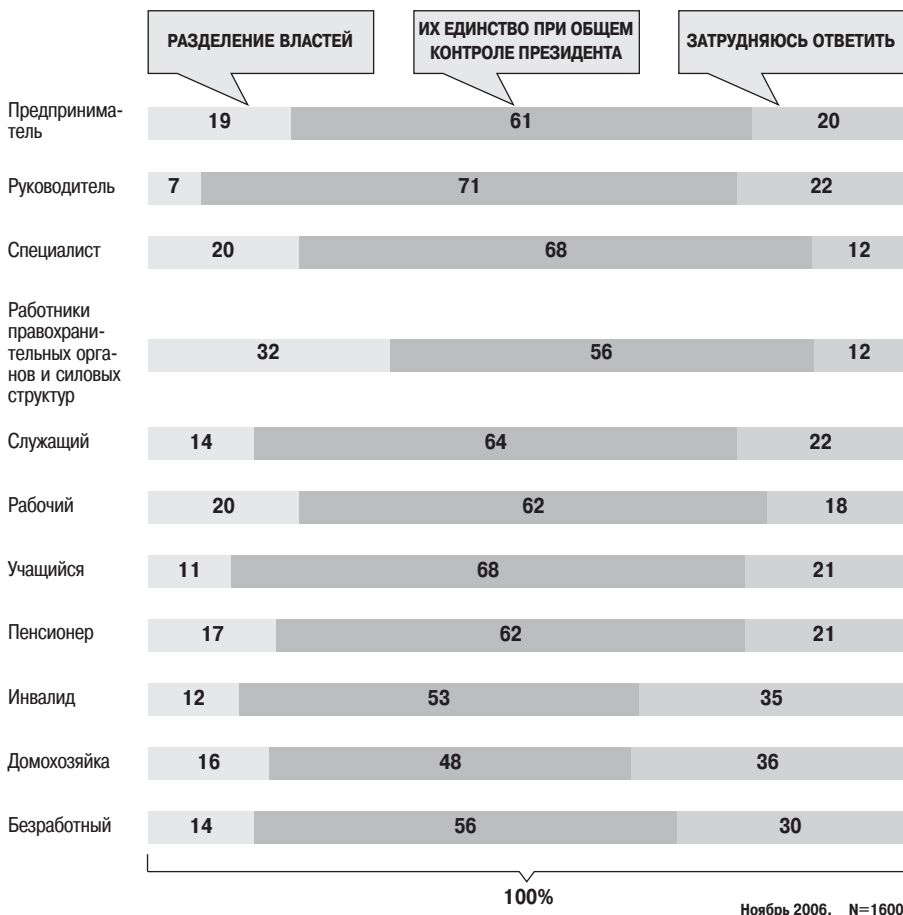 РАЗДЕЛЕНИЕ ВЛАСТЕЙ
ИХ ЕДИНСТВО ПРИ ОБЩЕМ
КОНТРОЛЕ ПРЕЗИДЕНТА
ЗАТРУДНЯЮСЬ ОТВЕТИТЬ
Предпринима-
тель
19 61 20
Руководитель 7 71 22
Специалист 20 68 12
Работники
правохрани-
тельных орга-
нов и силовых
структур
32 56 12
Служащий 14 64 22
Рабочий 20 62 18
Учащийся 11 68 21
Пенсионер 17 62 21
Инвалид 12 53 35
Домохозяйка 16 48 36
Безработный 14 56 30
100%
Ноябрь 2006. N=1600